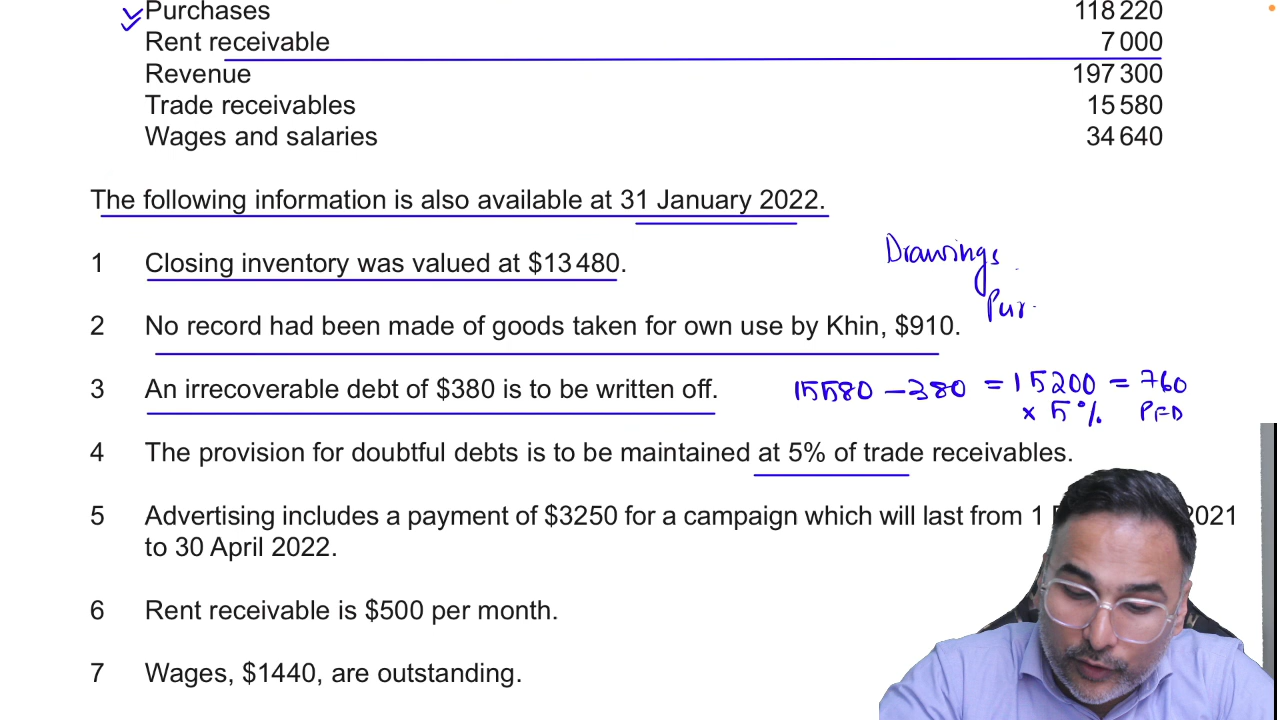 Purchases 118 220
Rent receivable 7 000
Revenue 197 300
Trade receivables 15 580
Wages and salaries 34 640
The following information is also available at 31 January 2022.
1 Closing inventory was valued at $13 480.
Drawings
2 No record had been made of goods taken for own use by Khin, $910.
Pur.
3 An irrecoverable debt of $380 is to be written off.
15580 – 380 = 15200 = 760
x 5% PFD
4 The provision for doubtful debts is to be maintained at 5% of trade receivables.
5 Advertising includes a payment of $3250 for a campaign which will last from 1 2021
to 30 April 2022.
6 Rent receivable is $500 per month.
7 Wages, $1440, are outstanding.